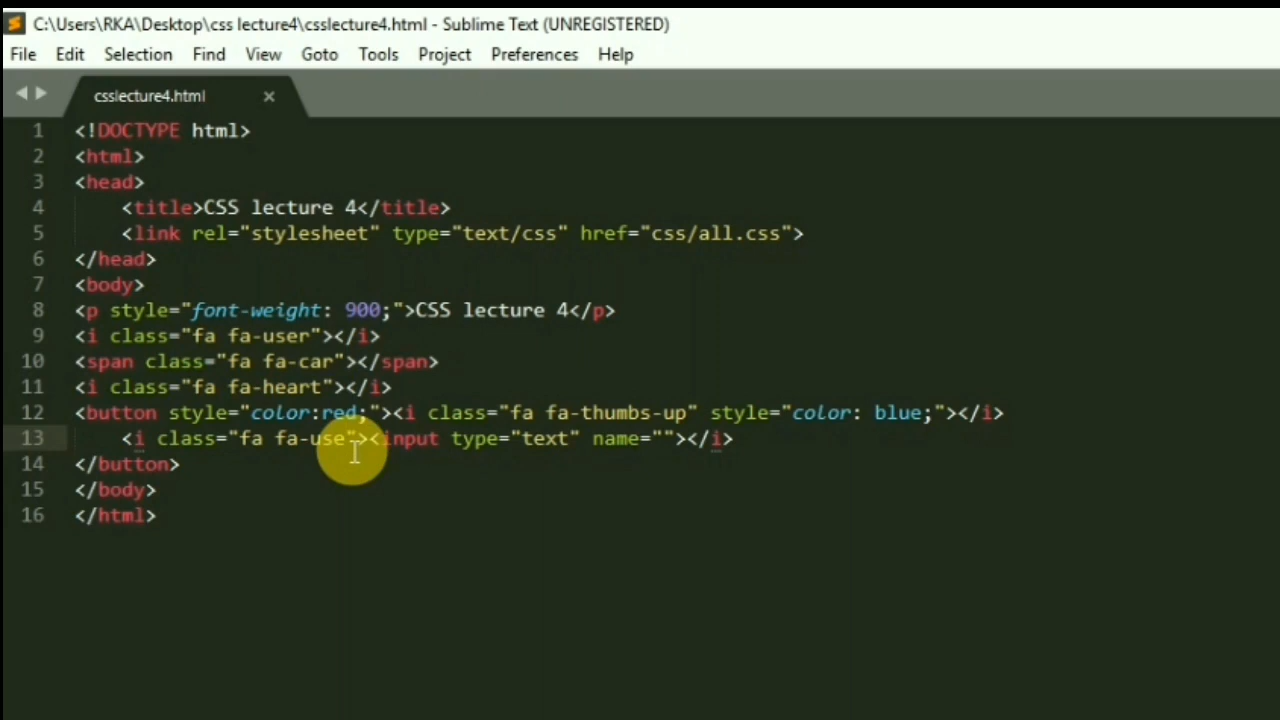 C:\Users\RKA\Desktop\css lecture4\csslecture4.html - Sublime Text (UNREGISTERED)
File Edit Selection Find View Goto Tools Project Preferences Help
csslecture4.html ×
1 <!DOCTYPE html>
2 <html>
3 <head>
4 <title>CSS lecture 4</title>
5 <link rel="stylesheet" type="text/css" href="css/all.css">
6 </head>
7 <body>
8 <p style="font-weight: 900;">CSS lecture 4</p>
9 <i class="fa fa-user"></i>
10 <span class="fa fa-car"></span>
11 <i class="fa fa-heart"></i>
12 <button style="color:red;"><i class="fa fa-thumbs-up" style="color: blue;"></i>
13 <i class="fa fa-use"><input type="text" name=""></i>
14 </button>
15 </body>
16 </html>